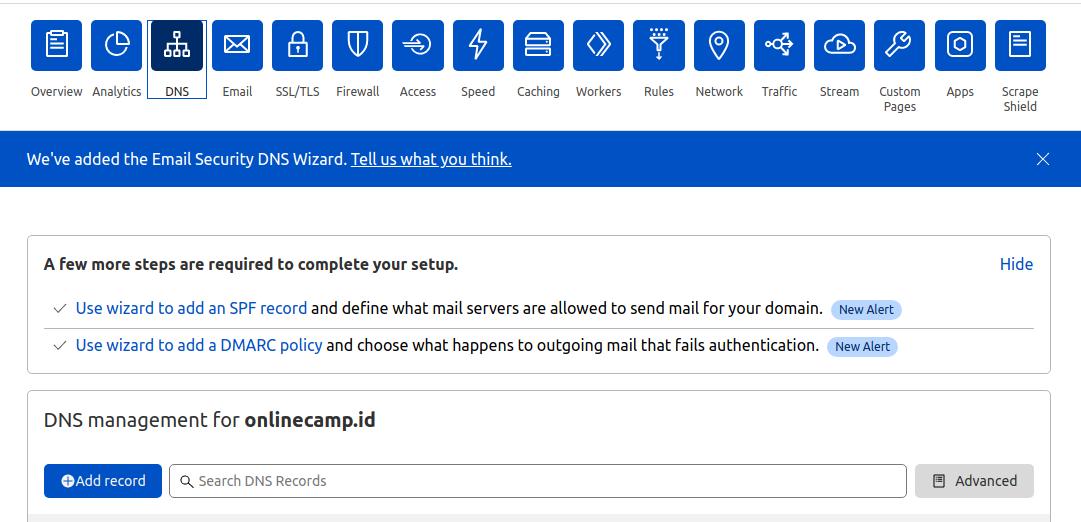 Overview Analytics DNS Email SSL/TLS Firewall Access Speed Caching Workers Rules Network Traffic Stream Custom Pages Apps Scrape Shield
We've added the Email Security DNS Wizard. Tell us what you think.
A few more steps are required to complete your setup. Hide
Use wizard to add an SPF record and define what mail servers are allowed to send mail for your domain. New Alert
Use wizard to add a DMARC policy and choose what happens to outgoing mail that fails authentication. New Alert
DNS management for onlinecamp.id
Add record Search DNS Records Advanced